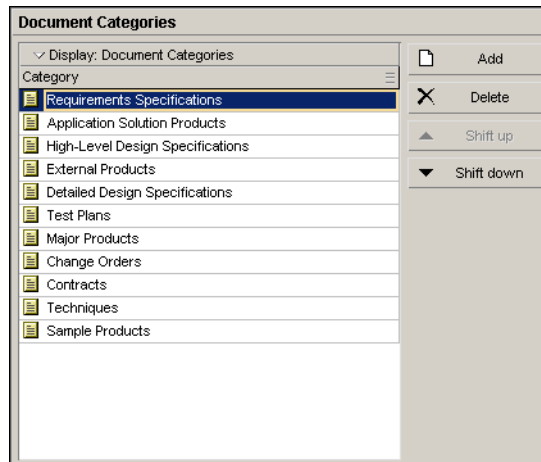 Document Categories
Display: Document Categories
Category
Requirements Specifications
Application Solution Products
High-Level Design Specifications
External Products
Detailed Design Specifications
Test Plans
Major Products
Change Orders
Contracts
Techniques
Sample Products
Add
Delete
Shift up
Shift down